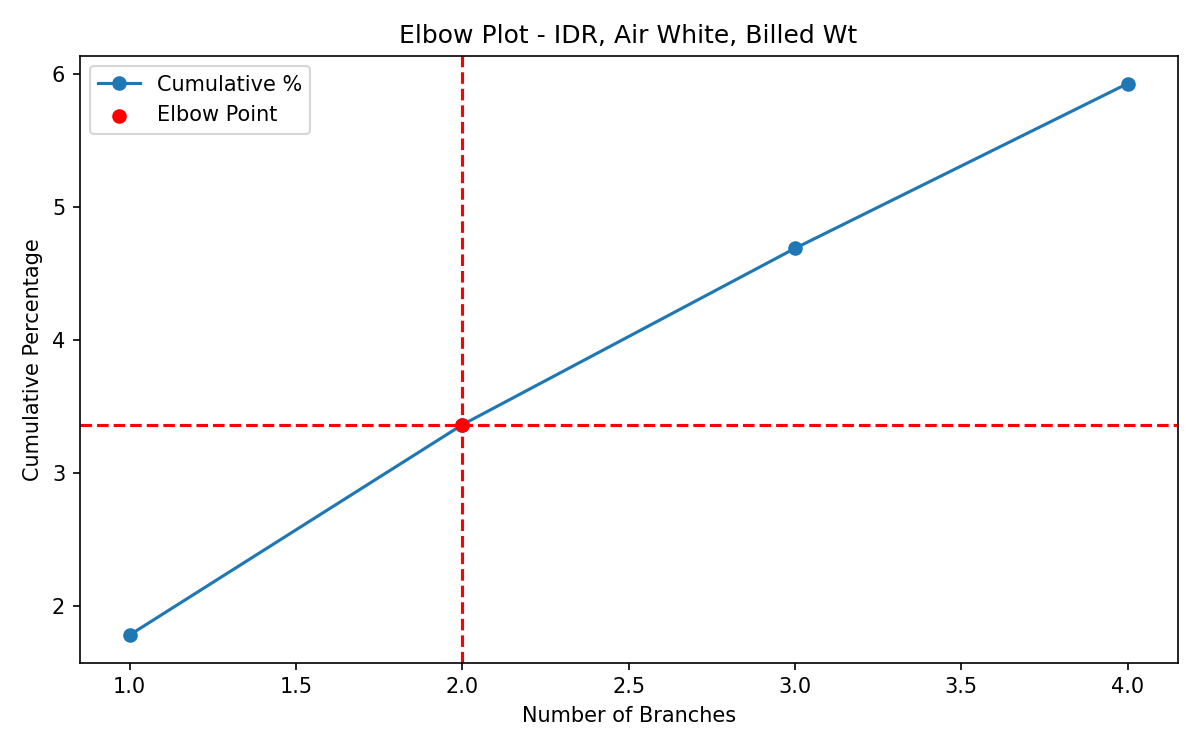 Elbow Plot - IDR, Air White, Billed Wt
Cumulative %
Elbow Point
Cumulative Percentage
6
5
4
3
2
1.0 1.5 2.0 2.5 3.0 3.5 4.0
Number of Branches